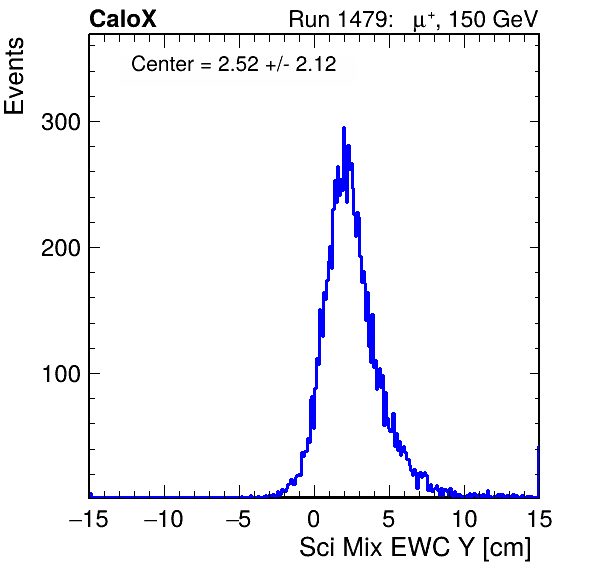 CaloX Run 1479: μ⁺, 150 GeV
Center = 2.52 +/- 2.12
Events
300
200
100
−15 −10 −5 0 5 10 15
Sci Mix EWC Y [cm]